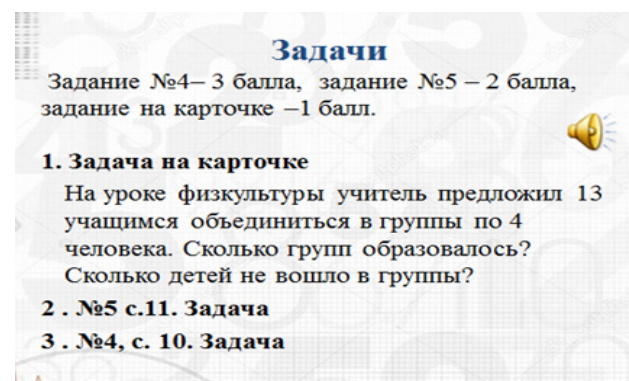 Задачи
Задание №4– 3 балла, задание №5 – 2 балла,
задание на карточке –1 балл.
1. Задача на карточке
На уроке физкультуры учитель предложил 13
учащимся объединиться в группы по 4
человека. Сколько групп образовалось?
Сколько детей не вошло в группы?
2 . №5 с.11. Задача
3 . №4, с. 10. Задача